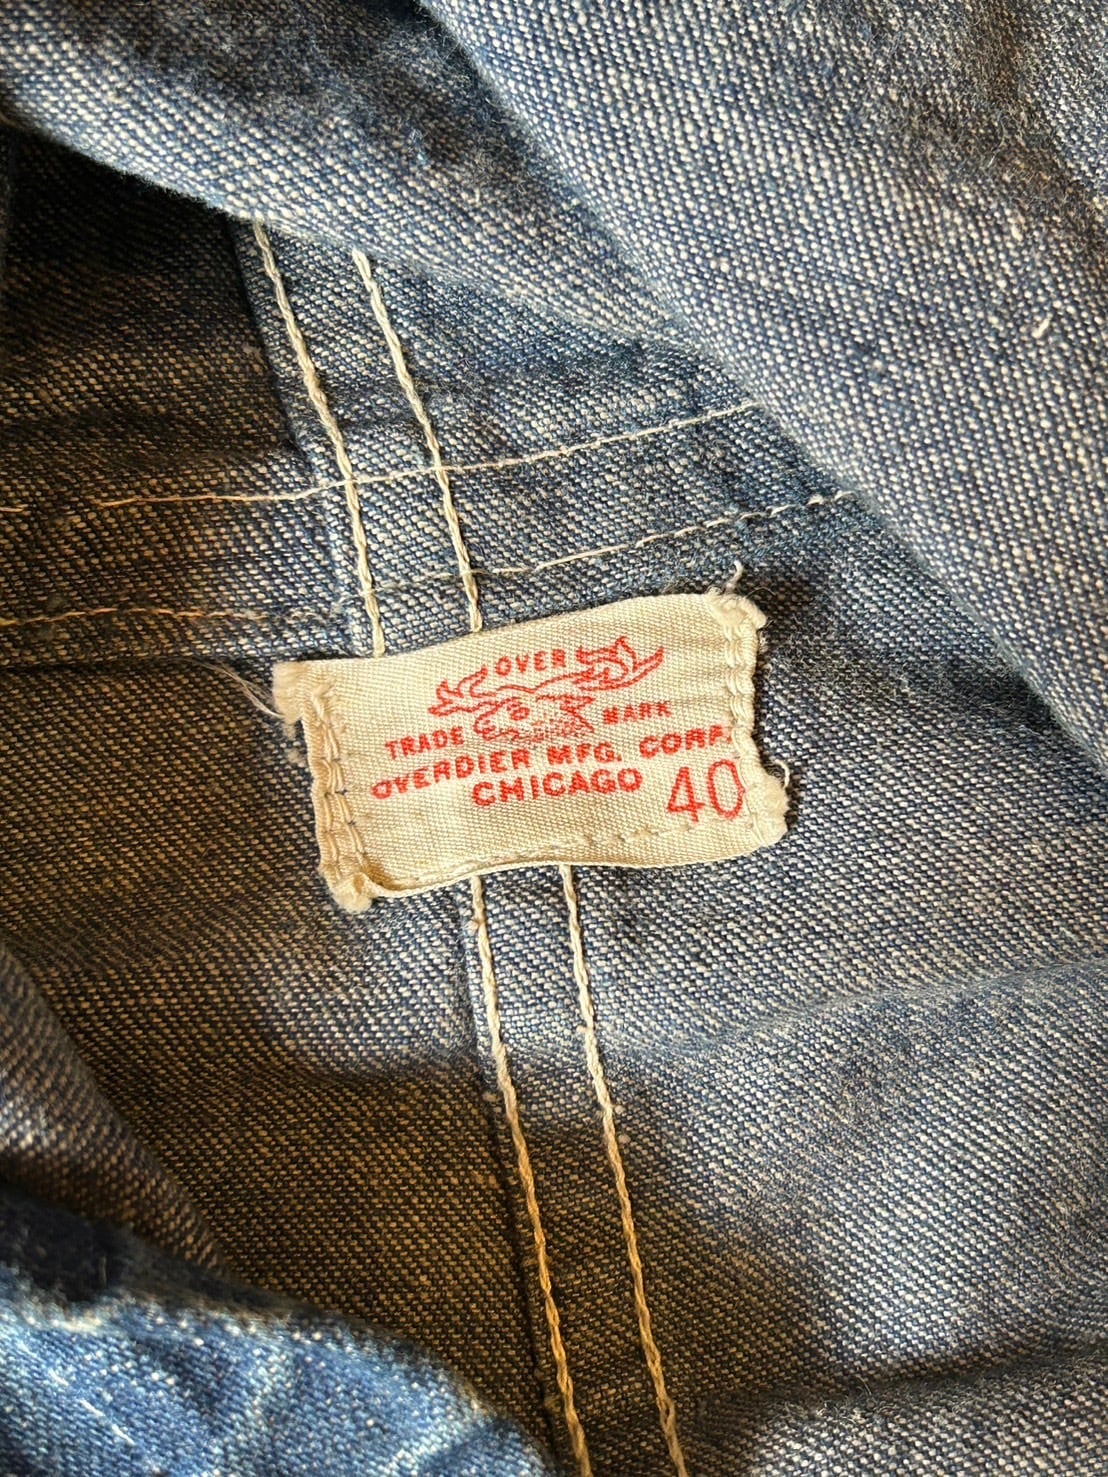 OVER
TRADE MARK
OVERDIER MFG. CORP.
CHICAGO 40